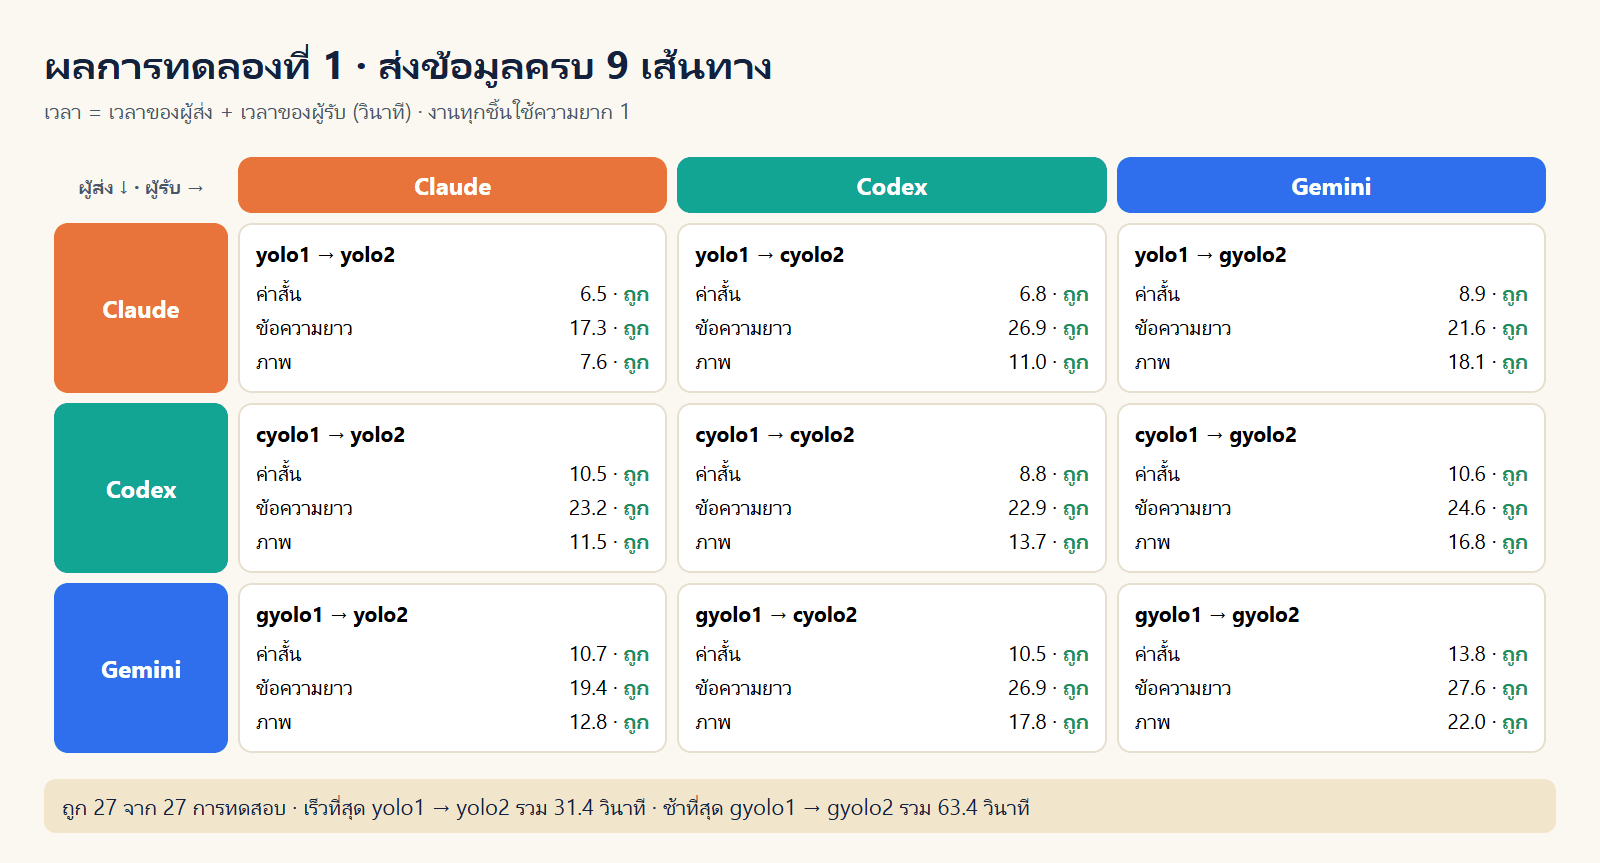 ผลการทดลองที่ 1 · ส่งข้อมูลครบ 9 เส้นทาง
เวลา = เวลาของผู้ส่ง + เวลาของผู้รับ (วินาที) · งานทุกชิ้นใช้ความยาก 1
ผู้ส่ง ↓ · ผู้รับ →
Claude
Codex
Gemini
Claude
yolo1 → yolo2
ค่าสั้น 6.5 · ถูก
ข้อความยาว 17.3 · ถูก
ภาพ 7.6 · ถูก
yolo1 → cyolo2
ค่าสั้น 6.8 · ถูก
ข้อความยาว 26.9 · ถูก
ภาพ 11.0 · ถูก
yolo1 → gyolo2
ค่าสั้น 8.9 · ถูก
ข้อความยาว 21.6 · ถูก
ภาพ 18.1 · ถูก
Codex
cyolo1 → yolo2
ค่าสั้น 10.5 · ถูก
ข้อความยาว 23.2 · ถูก
ภาพ 11.5 · ถูก
cyolo1 → cyolo2
ค่าสั้น 8.8 · ถูก
ข้อความยาว 22.9 · ถูก
ภาพ 13.7 · ถูก
cyolo1 → gyolo2
ค่าสั้น 10.6 · ถูก
ข้อความยาว 24.6 · ถูก
ภาพ 16.8 · ถูก
Gemini
gyolo1 → yolo2
ค่าสั้น 10.7 · ถูก
ข้อความยาว 19.4 · ถูก
ภาพ 12.8 · ถูก
gyolo1 → cyolo2
ค่าสั้น 10.5 · ถูก
ข้อความยาว 26.9 · ถูก
ภาพ 17.8 · ถูก
gyolo1 → gyolo2
ค่าสั้น 13.8 · ถูก
ข้อความยาว 27.6 · ถูก
ภาพ 22.0 · ถูก
ถูก 27 จาก 27 การทดสอบ · เร็วที่สุด yolo1 → yolo2 รวม 31.4 วินาที · ช้าที่สุด gyolo1 → gyolo2 รวม 63.4 วินาที